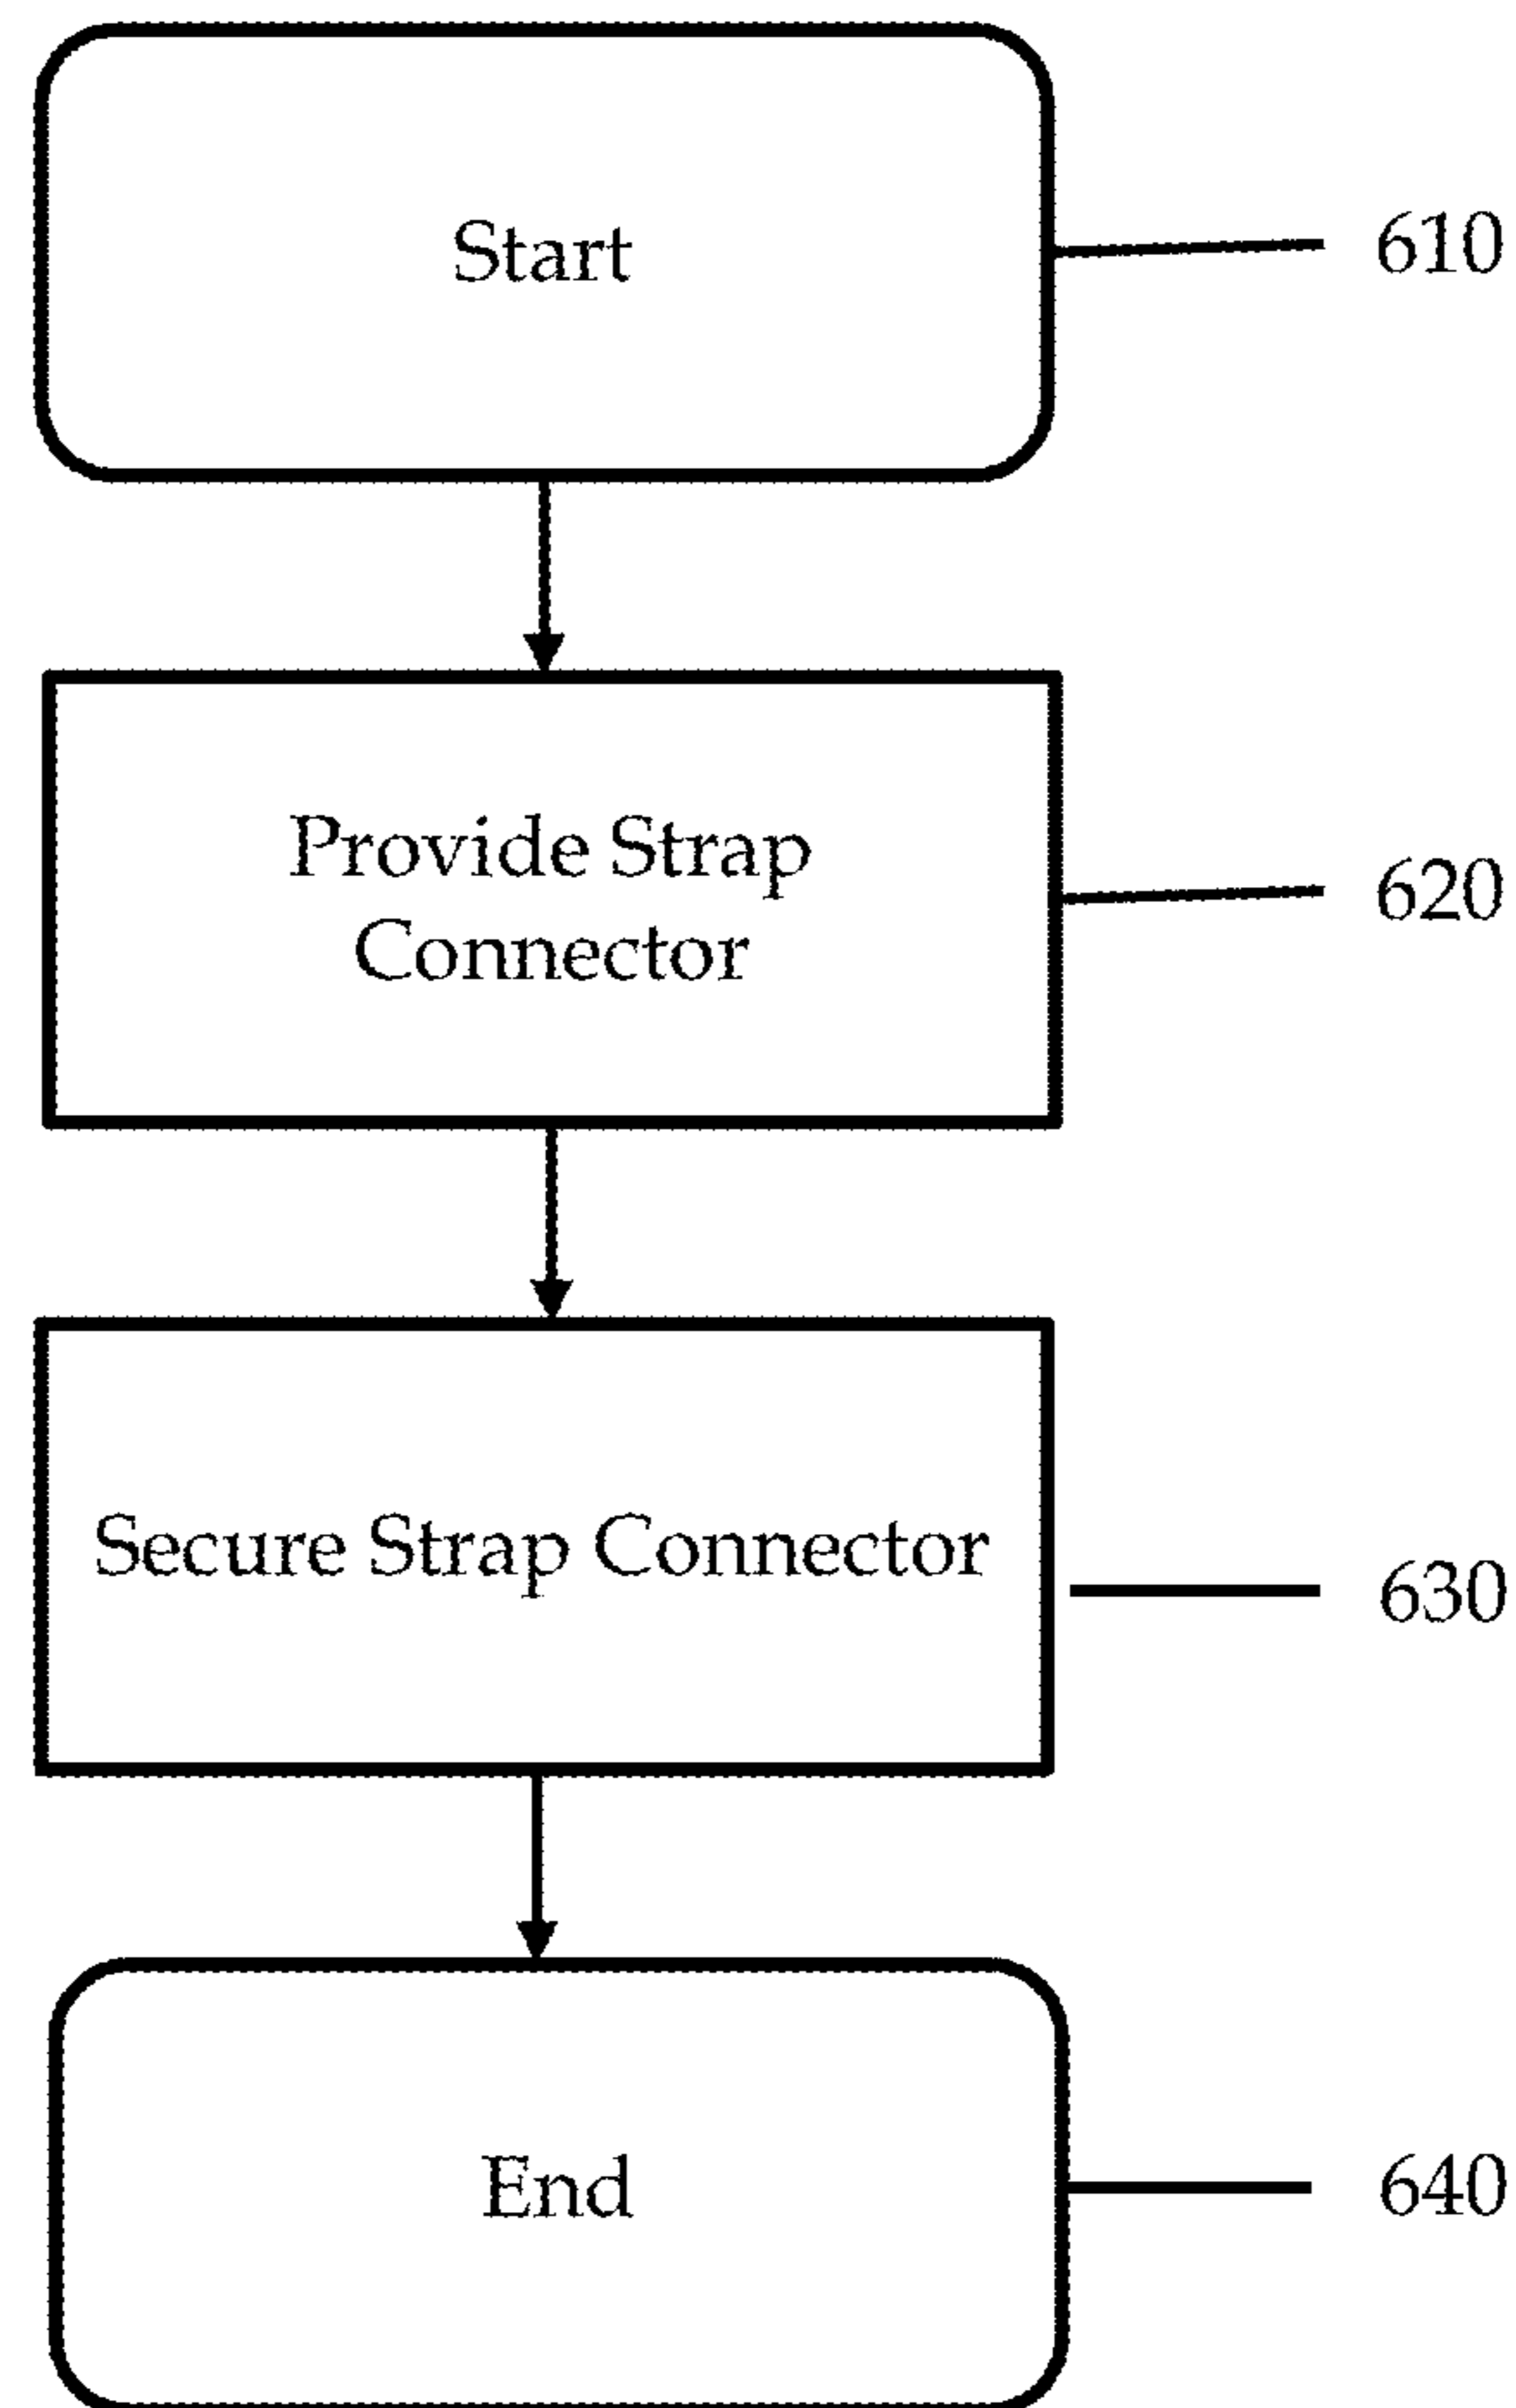 Start
610
Provide Strap
Connector
620
Secure Strap Connector
630
End
640